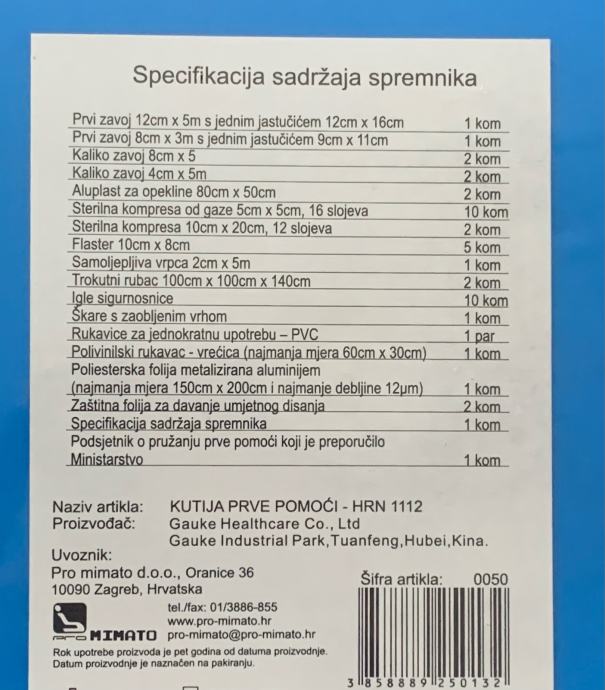 Specifikacija sadržaja spremnika
Prvi zavoj 12cm x 5m s jednim jastučićem 12cm x 16cm 1 kom
Prvi zavoj 8cm x 3m s jednim jastučićem 9cm x 11cm 1 kom
Kaliko zavoj 8cm x 5 2 kom
Kaliko zavoj 4cm x 5m 2 kom
Aluplast za opekline 80cm x 50cm 2 kom
Sterilna kompresa od gaze 5cm x 5cm, 16 slojeva 10 kom
Sterilna kompresa 10cm x 20cm, 12 slojeva 2 kom
Flaster 10cm x 8cm 5 kom
Samoljepljiva vrpca 2cm x 5m 1 kom
Trokutni rubac 100cm x 100cm x 140cm 2 kom
Igle sigurnosnice 10 kom
Škare s zaobljenim vrhom 1 kom
Rukavice za jednokratnu upotrebu – PVC 1 par
Polivinilski rukavac - vrećica (najmanja mjera 60cm x 30cm) 1 kom
Poliesterska folija metalizirana aluminijem
(najmanja mjera 150cm x 200cm i najmanje debljine 12µm) 1 kom
Zaštitna folija za davanje umjetnog disanja 2 kom
Specifikacija sadržaja spremnika 1 kom
Podsjetnik o pružanju prve pomoći koji je preporučilo
Ministarstvo 1 kom
Naziv artikla: KUTIJA PRVE POMOĆI - HRN 1112
Proizvođač: Gauke Healthcare Co., Ltd
Gauke Industrial Park,Tuanfeng,Hubei,Kina.
Uvoznik:
Pro mimato d.o.o., Oranice 36
10090 Zagreb, Hrvatska
Šifra artikla: 0050
tel./fax: 01/3886-855
www.pro-mimato.hr
PRO MIMATO pro-mimato@pro-mimato.hr
Rok upotrebe proizvoda je pet godina od datuma proizvodnje.
Datum proizvodnje je naznačen na pakiranju.
3 858889 250132